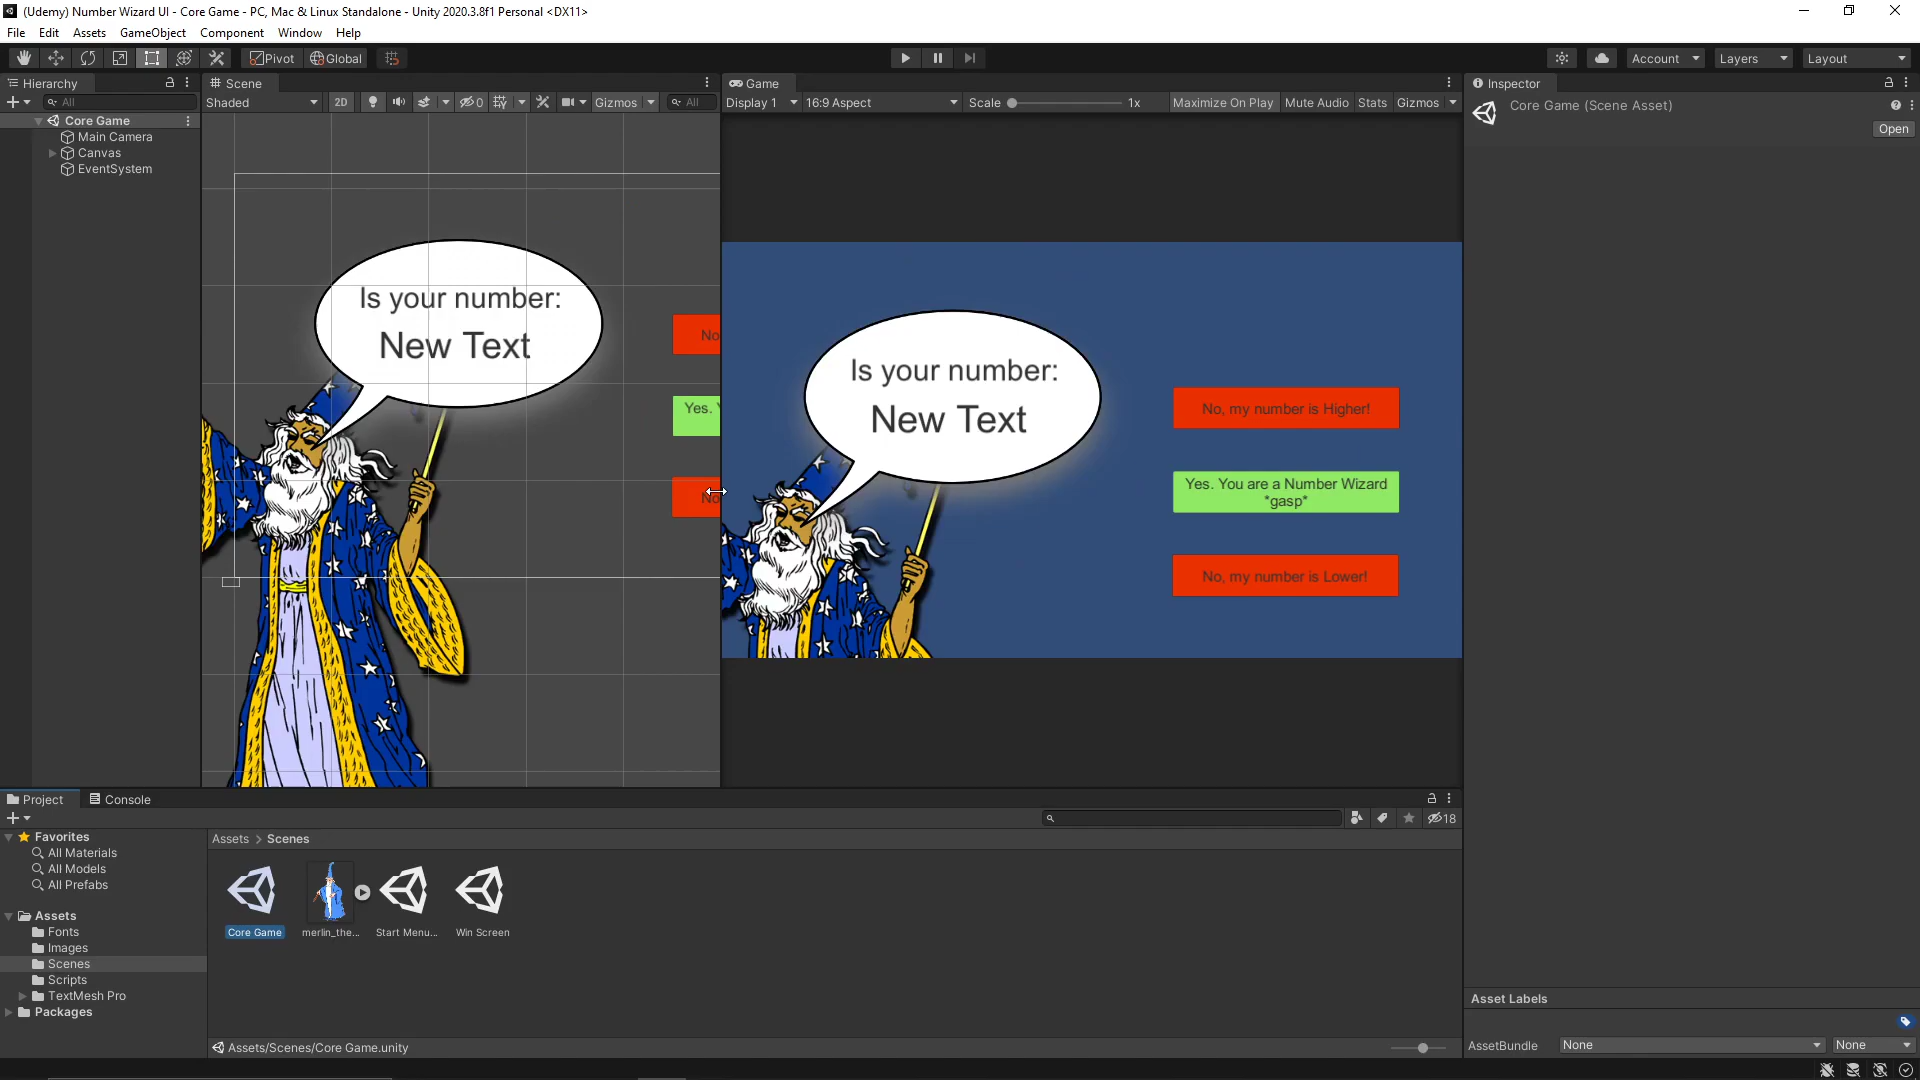 (Udemy) Number Wizard UI - Core Game - PC, Mac & Linux Standalone - Unity 2020.3.8f1 Personal <DX11>
File Edit Assets GameObject Component Window Help
Pivot Global Account Layers Layout
Hierarchy
All
Core Game
Main Camera
Canvas
EventSystem
Scene
Shaded 2D 0 Gizmos All
Is your number:
New Text
No
Yes. Y
No
Game
Display 1 16:9 Aspect Scale 1x Maximize On Play Mute Audio Stats Gizmos
Is your number:
New Text
No, my number is Higher!
Yes. You are a Number Wizard
*gasp*
No, my number is Lower!
Inspector
Core Game (Scene Asset)
Open
Project Console
18
Favorites
All Materials
All Models
All Prefabs
Assets
Fonts
Images
Scenes
Scripts
TextMesh Pro
Packages
Assets > Scenes
Core Game merlin_the... Start Menu... Win Screen
Assets/Scenes/Core Game.unity
Asset Labels
AssetBundle None None